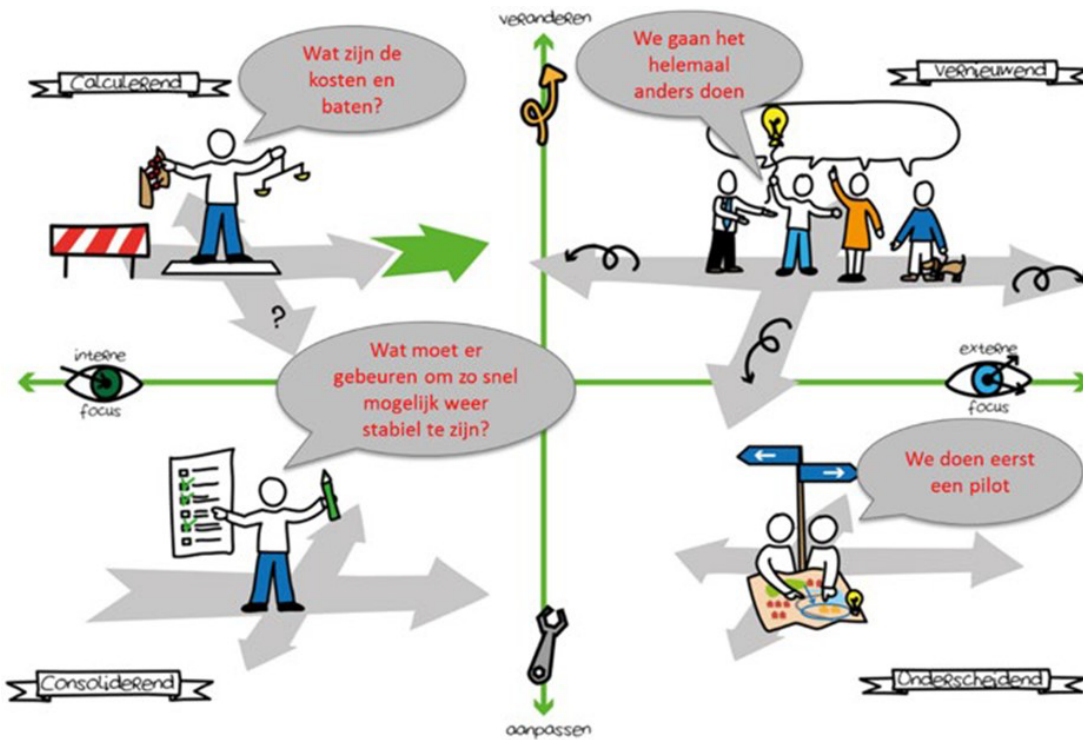 veranderen
Calculerend
Wat zijn de
kosten en
baten?
We gaan het
helemaal
anders doen
Vernieuwend
?
interne
focus
Wat moet er
gebeuren om zo snel
mogelijk weer
stabiel te zijn?
externe
focus
We doen eerst
een pilot
Consoliderend
Onderscheidend
aanpassen